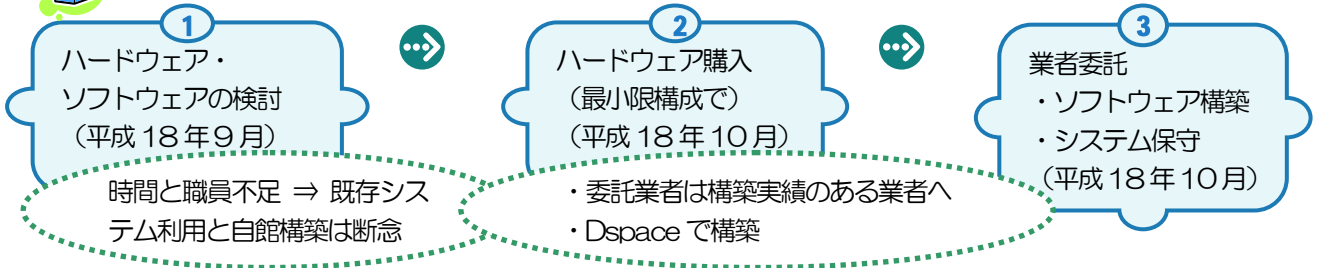 1
ハードウェア・
ソフトウェアの検討
(平成18年9月)
時間と職員不足 ⇒ 既存シス
テム利用と自館構築は断念
2
ハードウェア購入
(最小限構成で)
(平成18年10月)
・委託業者は構築実績のある業者へ
・Dspaceで構築
3
業者委託
・ソフトウェア構築
・システム保守
(平成18年10月)